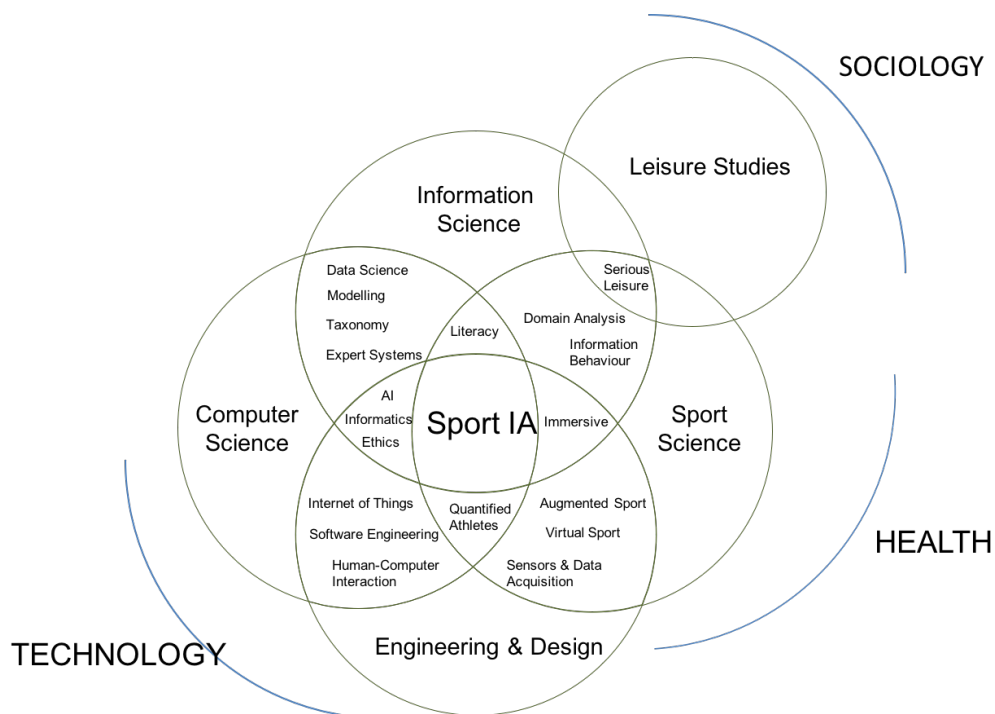 SOCIOLOGY
Leisure Studies
Information
Science
Data Science
Modelling
Taxonomy
Expert Systems
Literacy
Serious
Leisure
Domain Analysis
Information
Behaviour
Computer
Science
AI
Informatics
Ethics
Sport IA
Immersive
Sport
Science
Internet of Things
Software Engineering
Human-Computer
Interaction
Quantified
Athletes
Augmented Sport
Virtual Sport
Sensors & Data
Acquisition
HEALTH
Engineering & Design
TECHNOLOGY